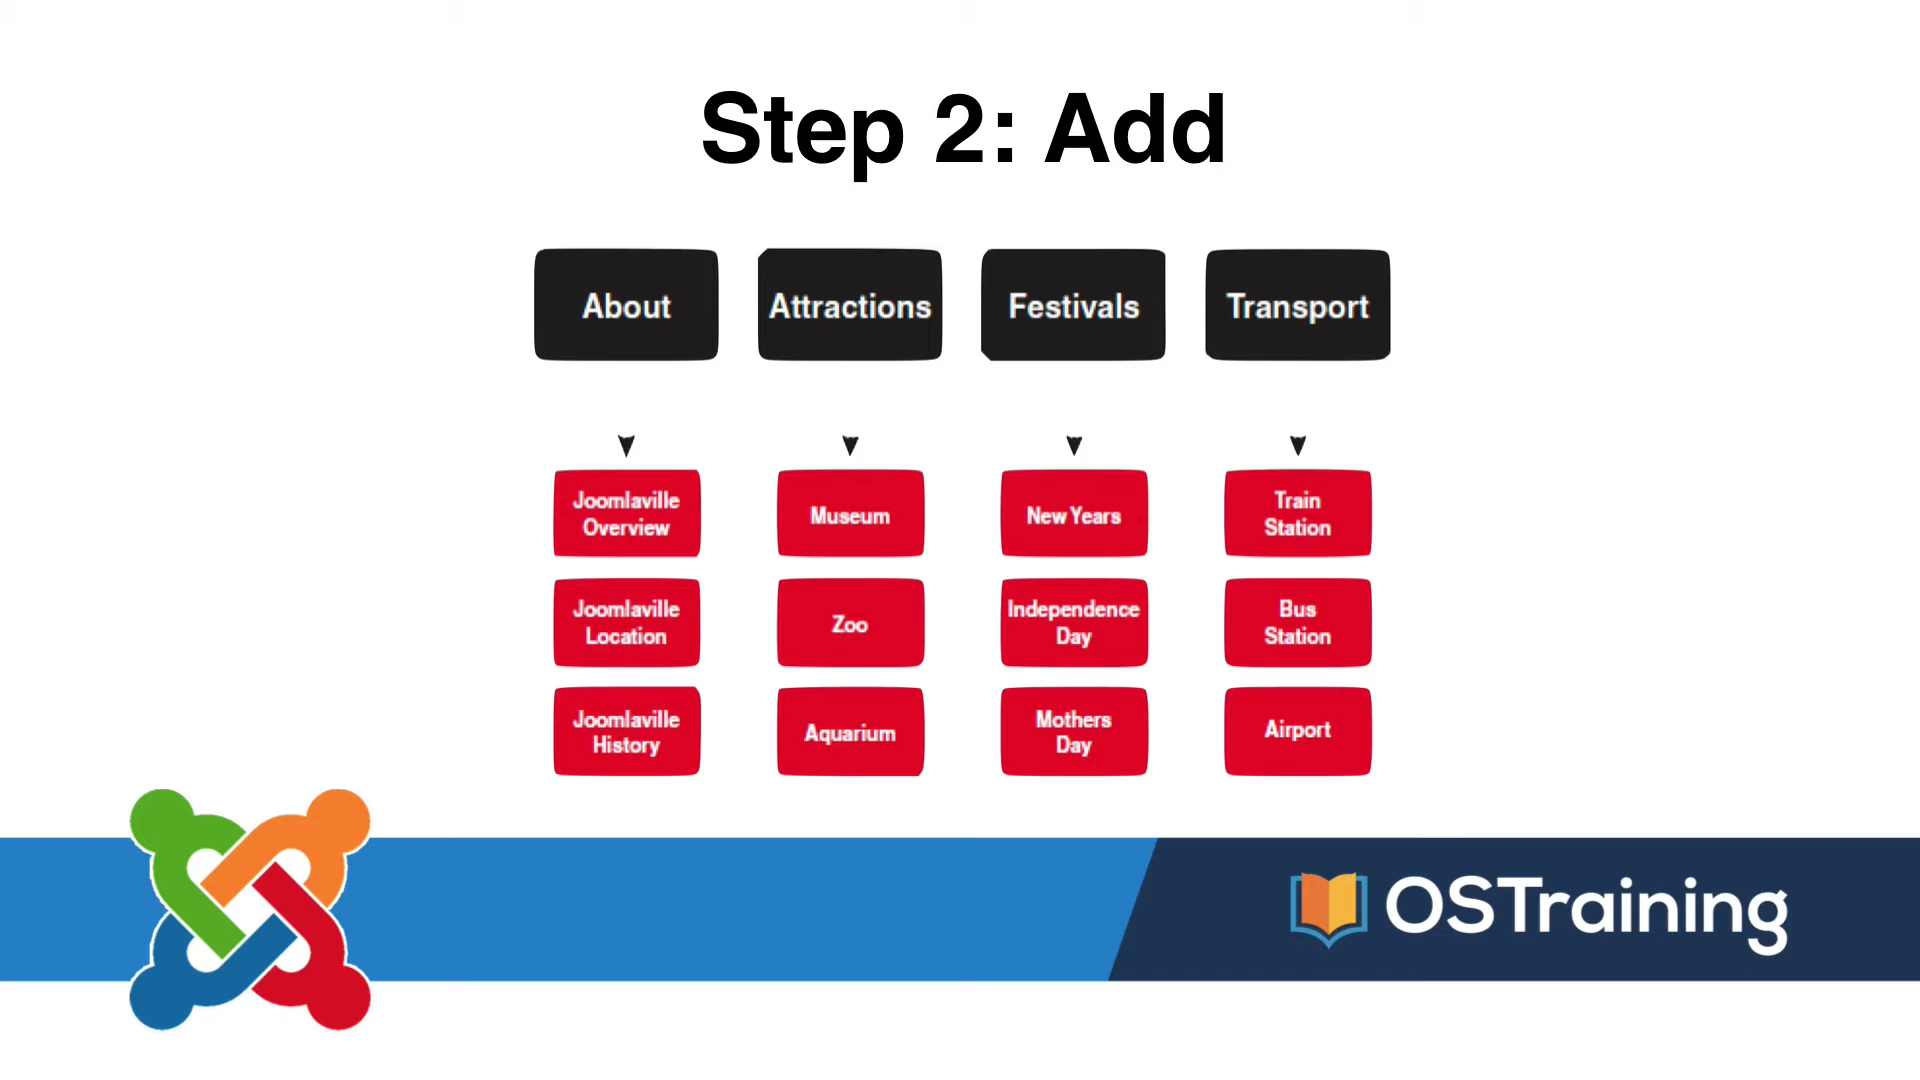 Step 2: Add
About
Attractions
Festivals
Transport
Joomlaville
Overview
Museum
New Years
Train
Station
Joomlaville
Location
Zoo
Independence
Day
Bus
Station
Joomlaville
History
Aquarium
Mothers
Day
Airport
OSTraining